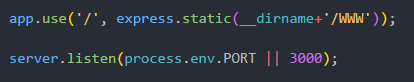 app.use('/', express.static(__dirname+'/WWW'));
server.listen(process.env.PORT || 3000);